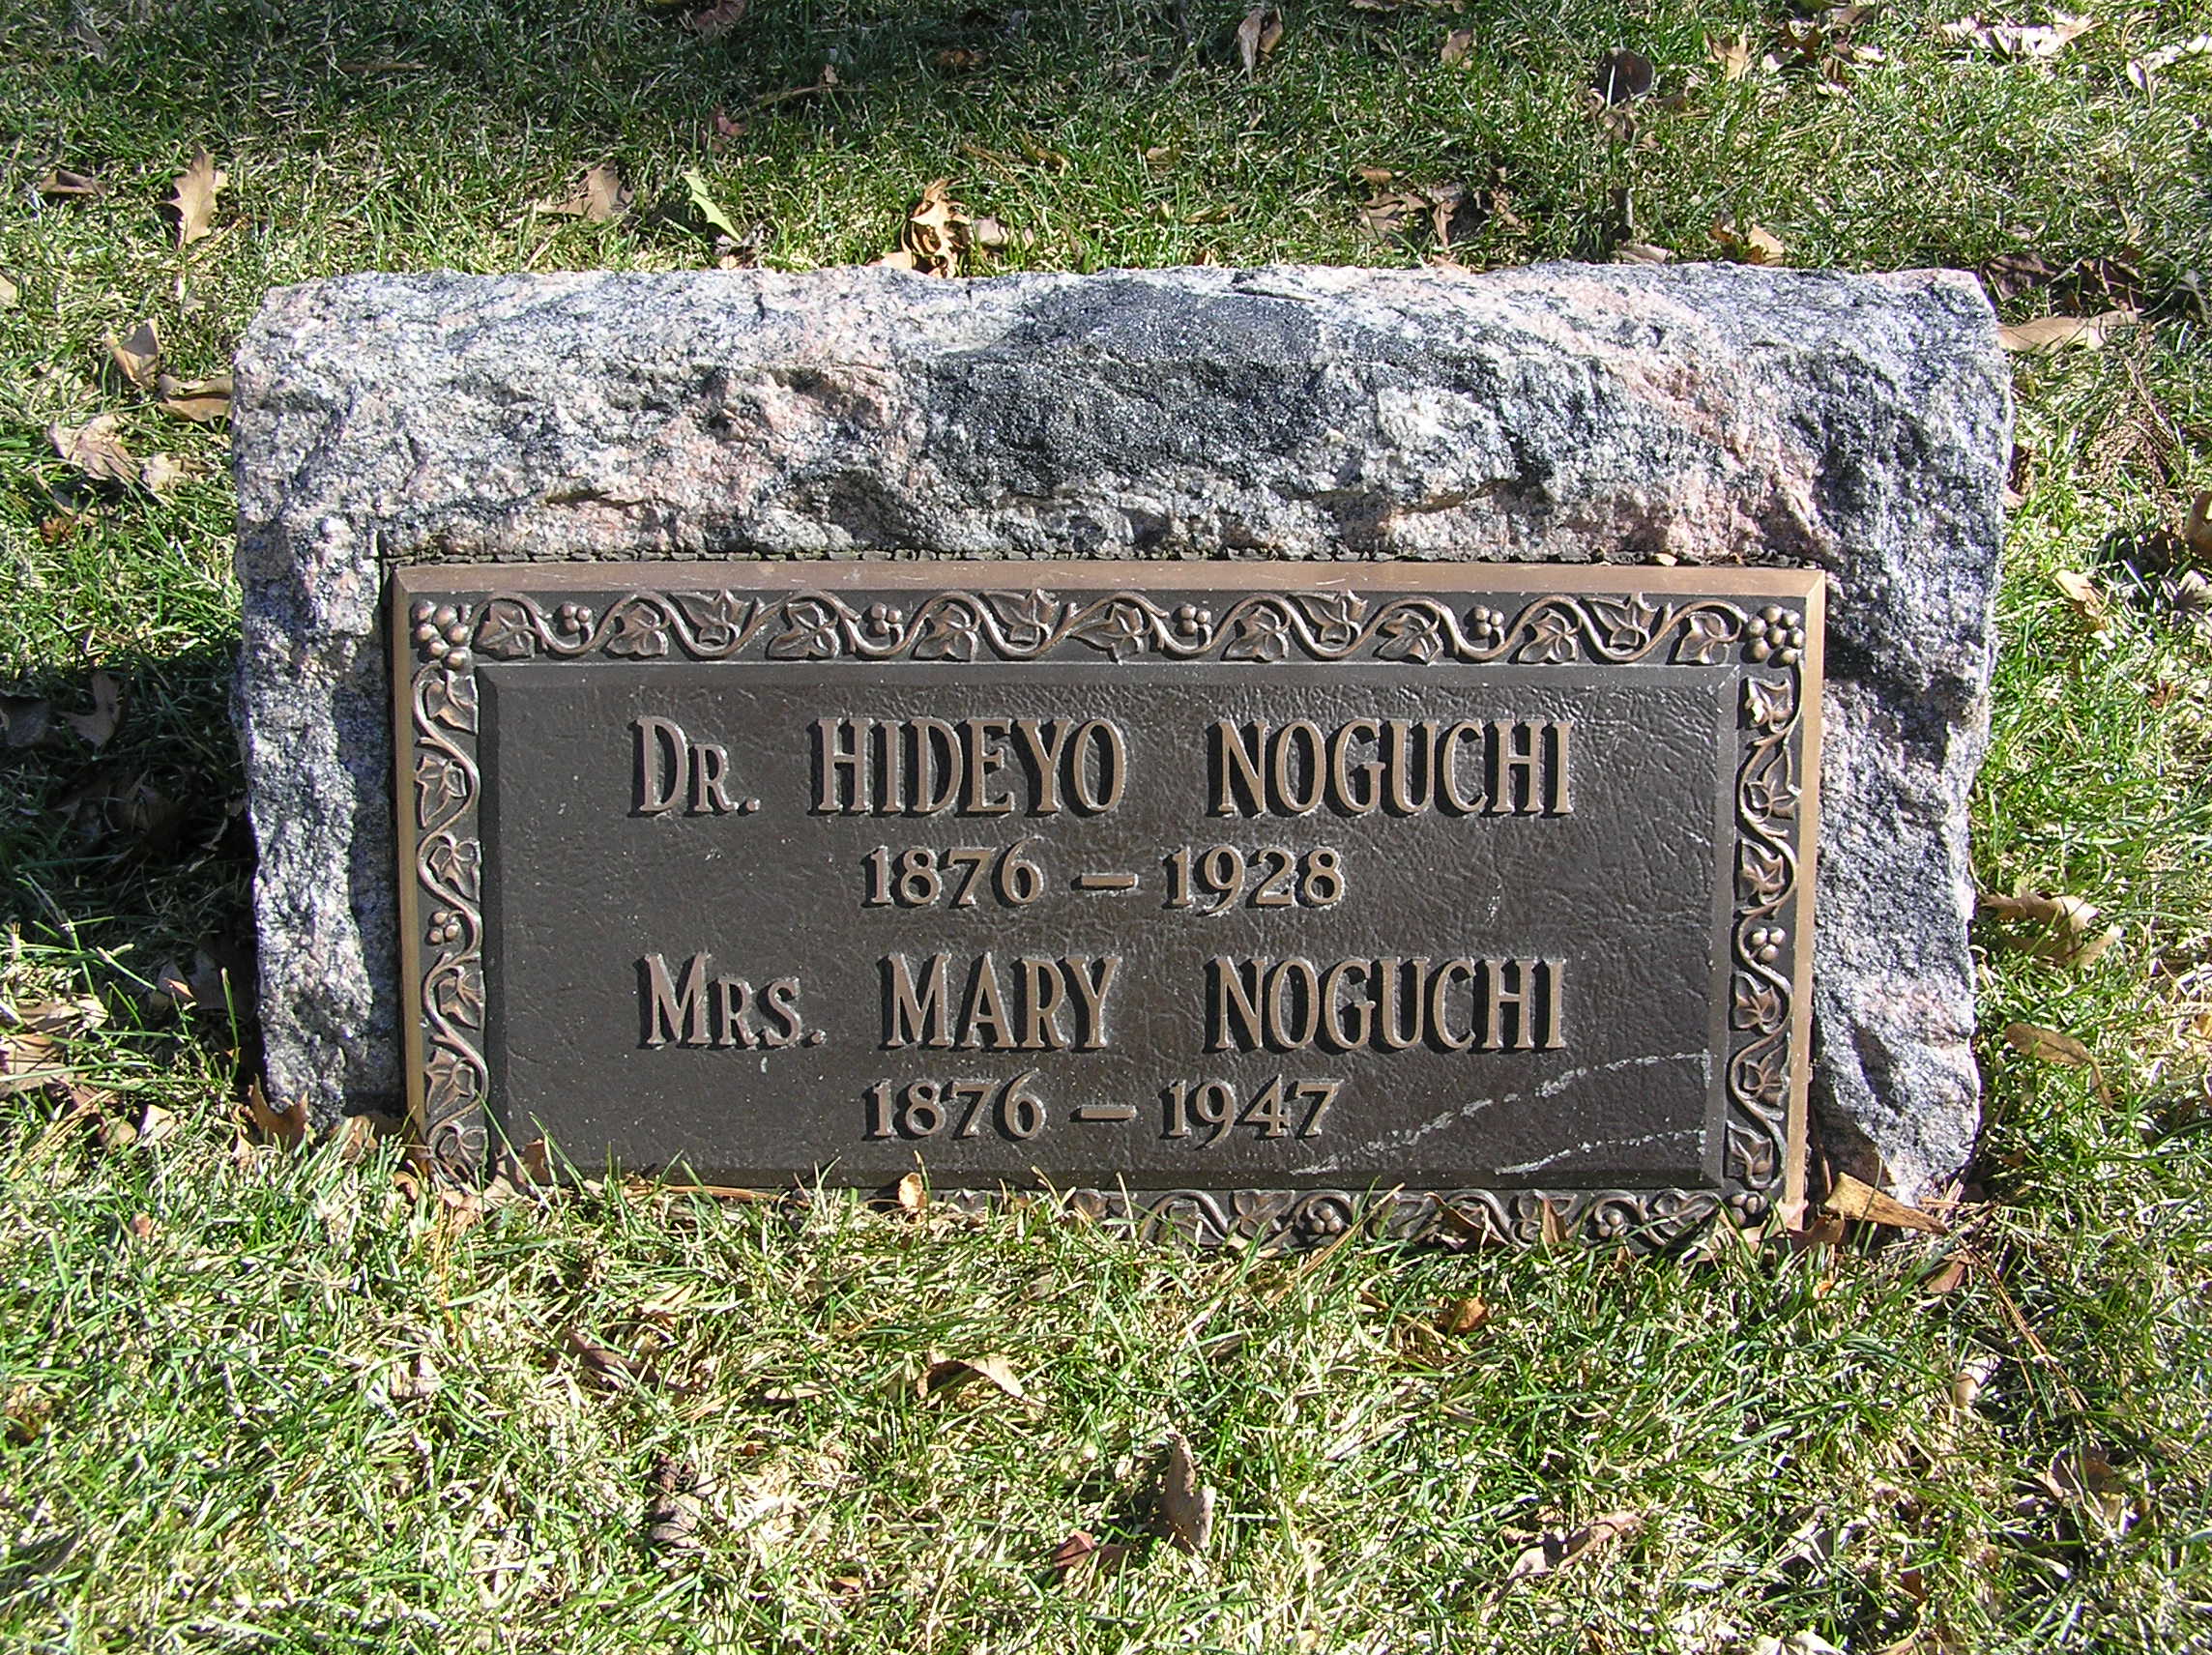 Dr. HIDEYO NOGUCHI
1876 – 1928
Mrs. MARY NOGUCHI
1876 – 1947